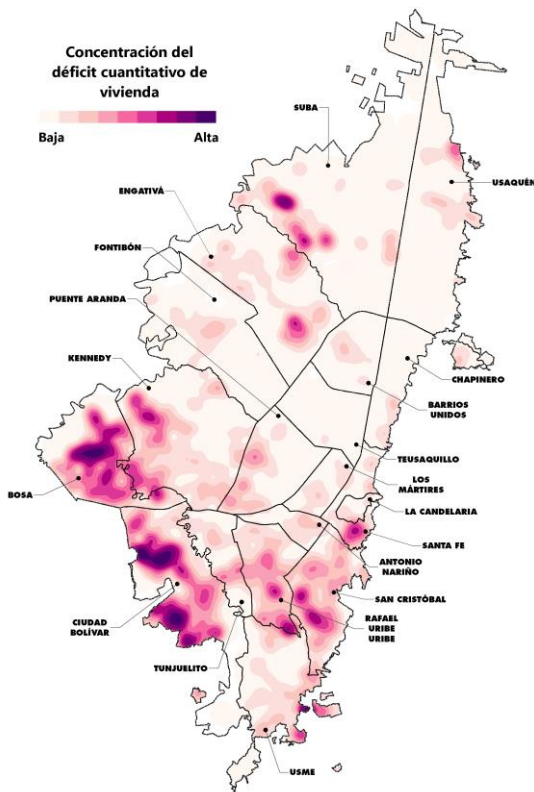 Concentración del
déficit cuantitativo de
vivienda
Baja
Alta
SUBA
USAQUÉN
ENGATIVÁ
FONTIBÓN
PUENTE ARANDA
KENNEDY
CHAPINERO
BARRIOS
UNIDOS
TEUSAQUILLO
LOS
MÁRTIRES
BOSA
LA CANDELARIA
SANTA FE
ANTONIO
NARIÑO
SAN CRISTÓBAL
CIUDAD
BOLÍVAR
RAFAEL
URIBE
URIBE
TUNJUELITO
USME